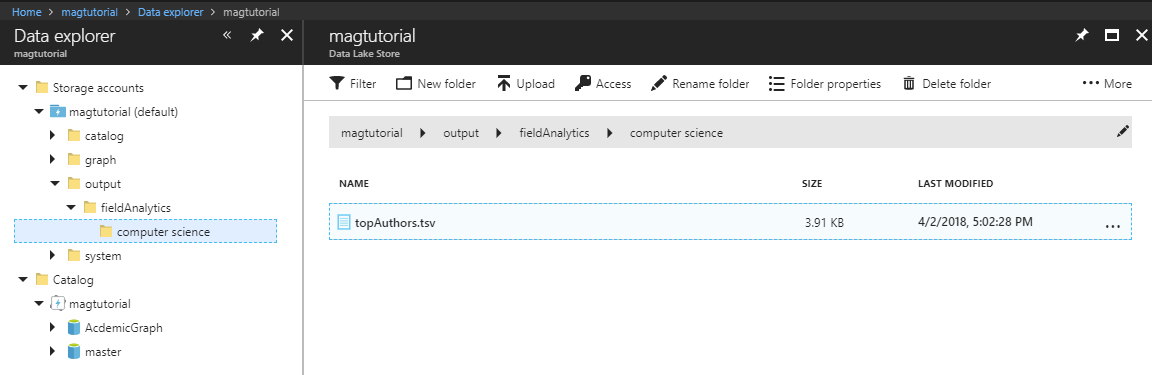 Home > magtutorial > Data explorer > magtutorial
Data explorer
magtutorial
Storage accounts
magtutorial (default)
catalog
graph
output
fieldAnalytics
computer science
system
Catalog
magtutorial
AcdemicGraph
master
magtutorial
Data Lake Store
Filter New folder Upload Access Rename folder Folder properties Delete folder ••• More
magtutorial output fieldAnalytics computer science
NAME SIZE LAST MODIFIED
topAuthors.tsv 3.91 KB 4/2/2018, 5:02:28 PM ...